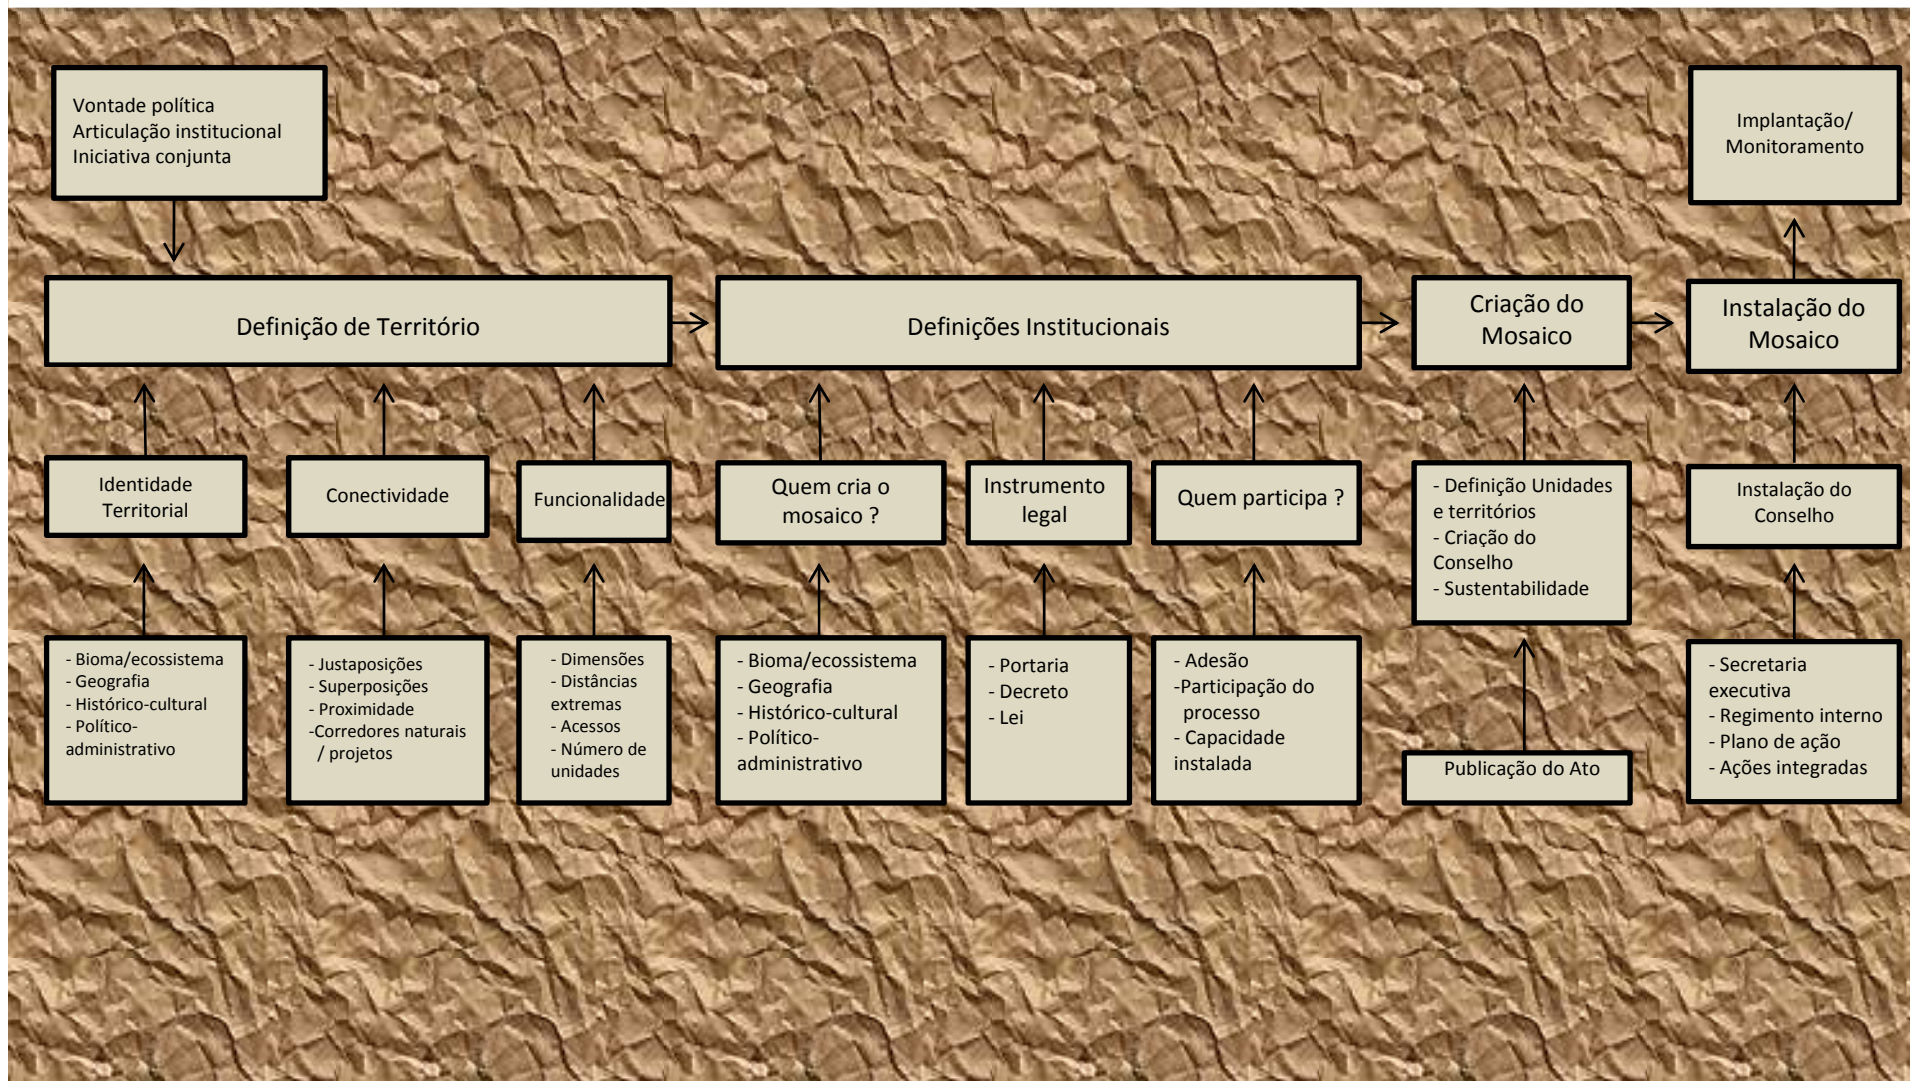 Vontade política
Articulação institucional
Iniciativa conjunta
Implantação/
Monitoramento
Definição de Território
Definições Institucionais
Criação do
Mosaico
Instalação do
Mosaico
Identidade
Territorial
Conectividade
Funcionalidade
Quem cria o
mosaico ?
Instrumento
legal
Quem participa ?
- Definição Unidades
e territórios
- Criação do
Conselho
- Sustentabilidade
Instalação do
Conselho
- Bioma/ecossistema
- Geografia
- Histórico-cultural
- Político-
administrativo
- Justaposições
- Superposições
- Proximidade
-Corredores naturais
/ projetos
- Dimensões
- Distâncias
extremas
- Acessos
- Número de
unidades
- Bioma/ecossistema
- Geografia
- Histórico-cultural
- Político-
administrativo
- Portaria
- Decreto
- Lei
- Adesão
-Participação do
processo
- Capacidade
instalada
Publicação do Ato
- Secretaria
executiva
- Regimento interno
- Plano de ação
- Ações integradas